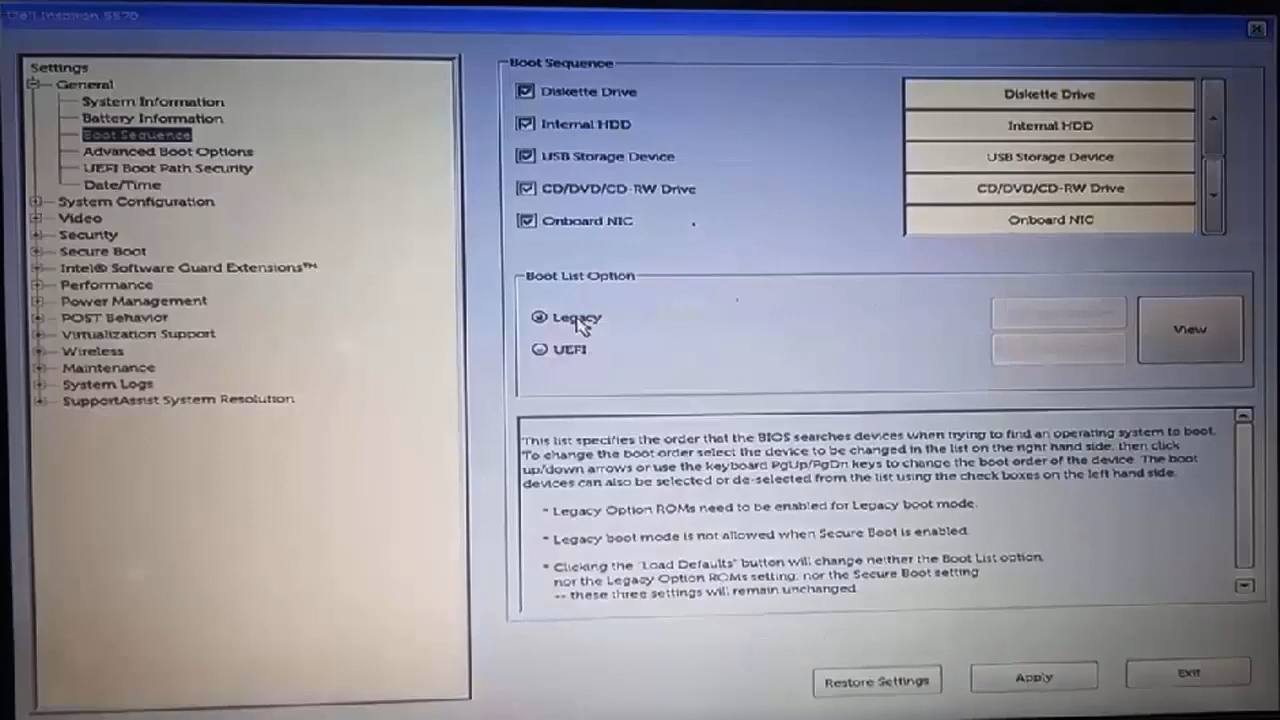 Dell Inspiron 5570
Settings
General
System Information
Battery Information
Boot Sequence
Advanced Boot Options
UEFI Boot Path Security
Date/Time
System Configuration
Video
Security
Secure Boot
Intel® Software Guard Extensions™
Performance
Power Management
POST Behavior
Virtualization Support
Wireless
Maintenance
System Logs
SupportAssist System Resolution
Boot Sequence
Diskette Drive
Internal HDD
USB Storage Device
CD/DVD/CD-RW Drive
Onboard NIC
Diskette Drive
Internal HDD
USB Storage Device
CD/DVD/CD-RW Drive
Onboard NIC
Boot List Option
Legacy
UEFI
View
This list specifies the order that the BIOS searches devices when trying to find an operating system to boot.
To change the boot order select the device to be changed in the list on the right hand side, then click
up/down arrows or use the keyboard PgUp/PgDn keys to change the boot order of the device. The boot
devices can also be selected or de-selected from the list using the check boxes on the left hand side.
* Legacy Option ROMs need to be enabled for Legacy boot mode.
* Legacy boot mode is not allowed when Secure Boot is enabled.
* Clicking the "Load Defaults" button will change neither the Boot List option,
nor the Legacy Option ROMs setting, nor the Secure Boot setting
-- these three settings will remain unchanged.
Restore Settings
Apply
Exit